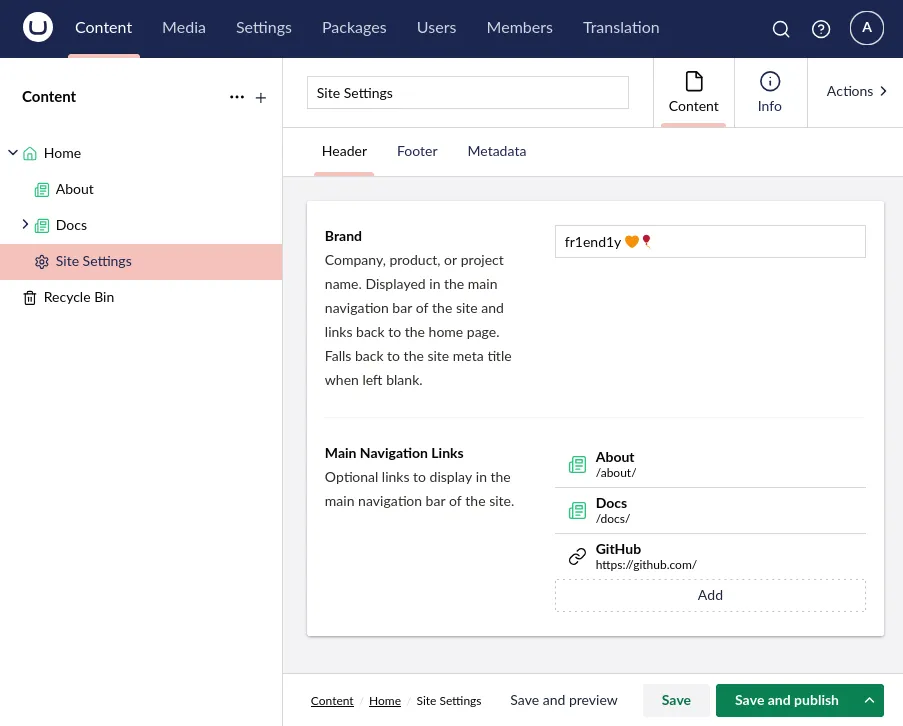 Content Media Settings Packages Users Members Translation A
Content
Home
About
Docs
Site Settings
Recycle Bin
Site Settings
Content
Info
Actions
Header Footer Metadata
Brand
Company, product, or project
name. Displayed in the main
navigation bar of the site and
links back to the home page.
Falls back to the site meta title
when left blank.
fr1end1y 🧡🎈
Main Navigation Links
Optional links to display in the
main navigation bar of the site.
About
/about/
Docs
/docs/
GitHub
https://github.com/
Add
Content / Home / Site Settings Save and preview Save Save and publish